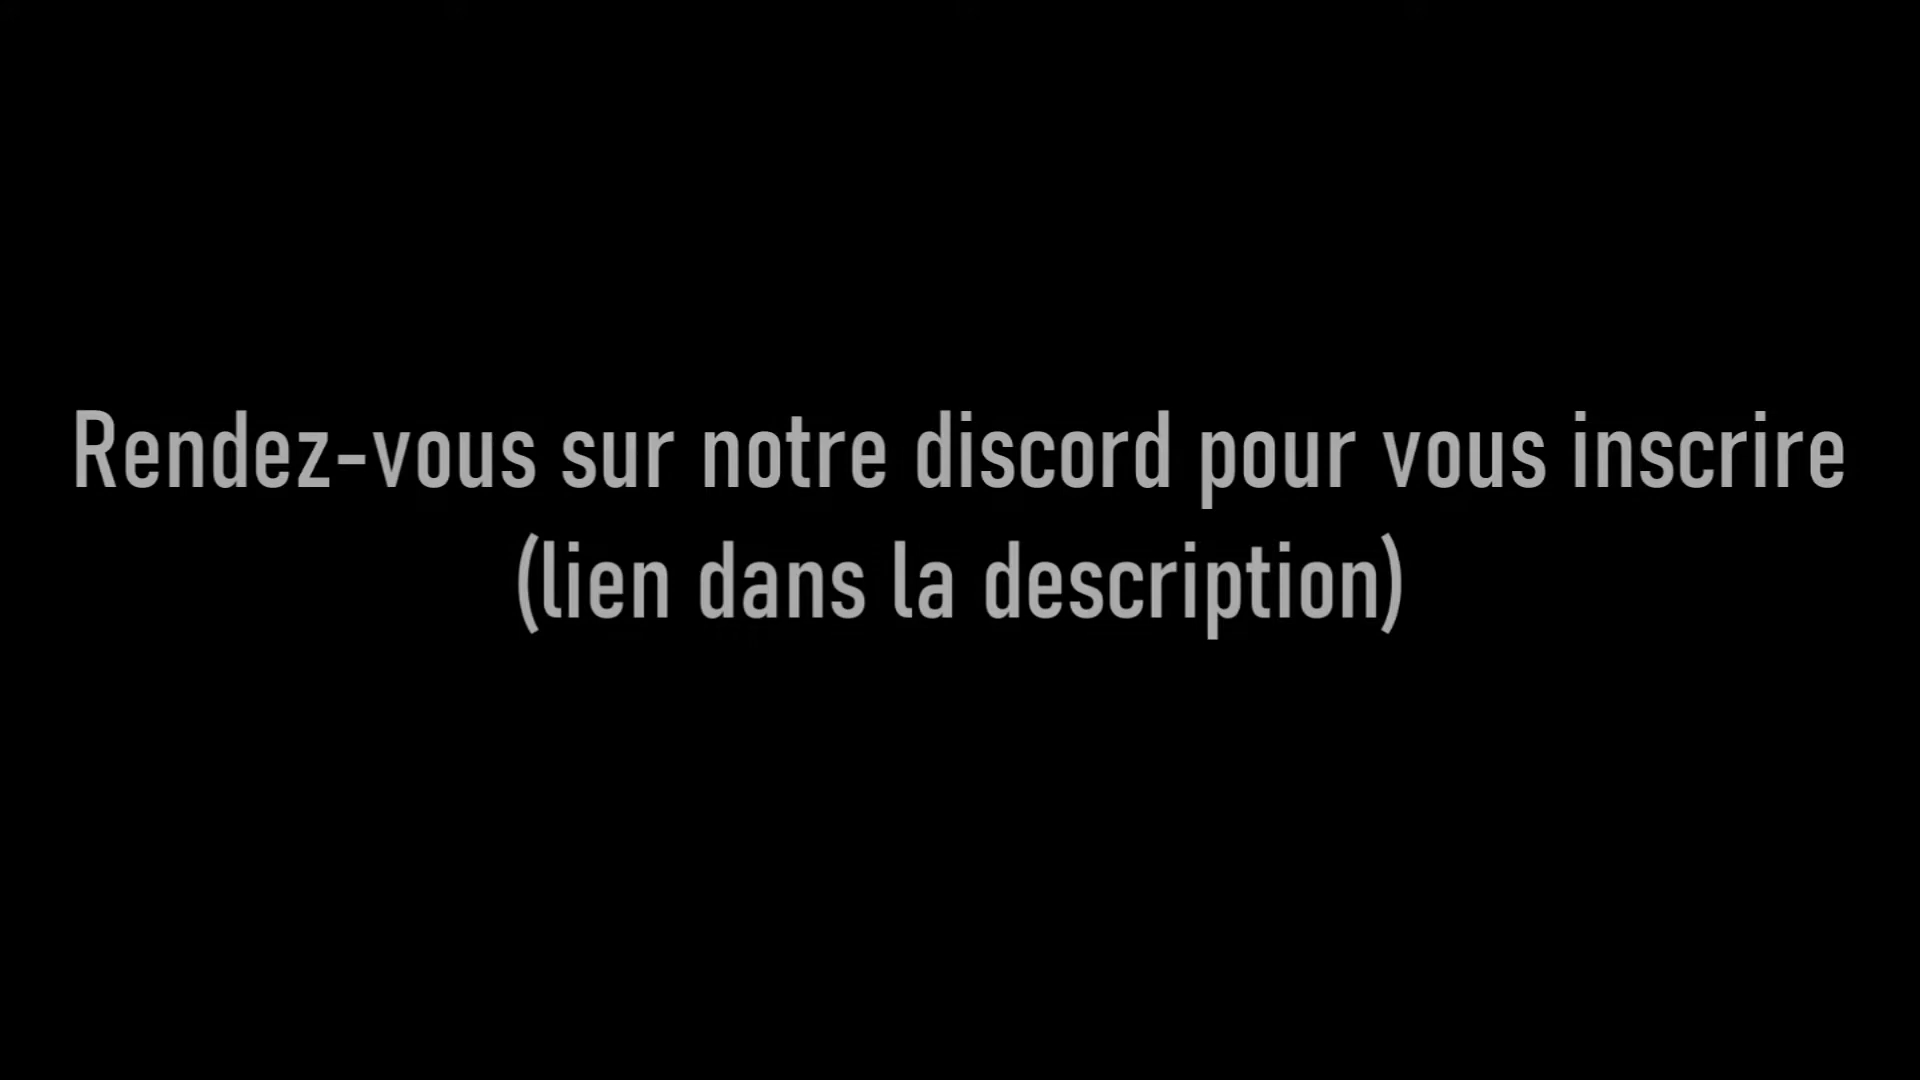 Rendez-vous sur notre discord pour vous inscrire
(lien dans la description)